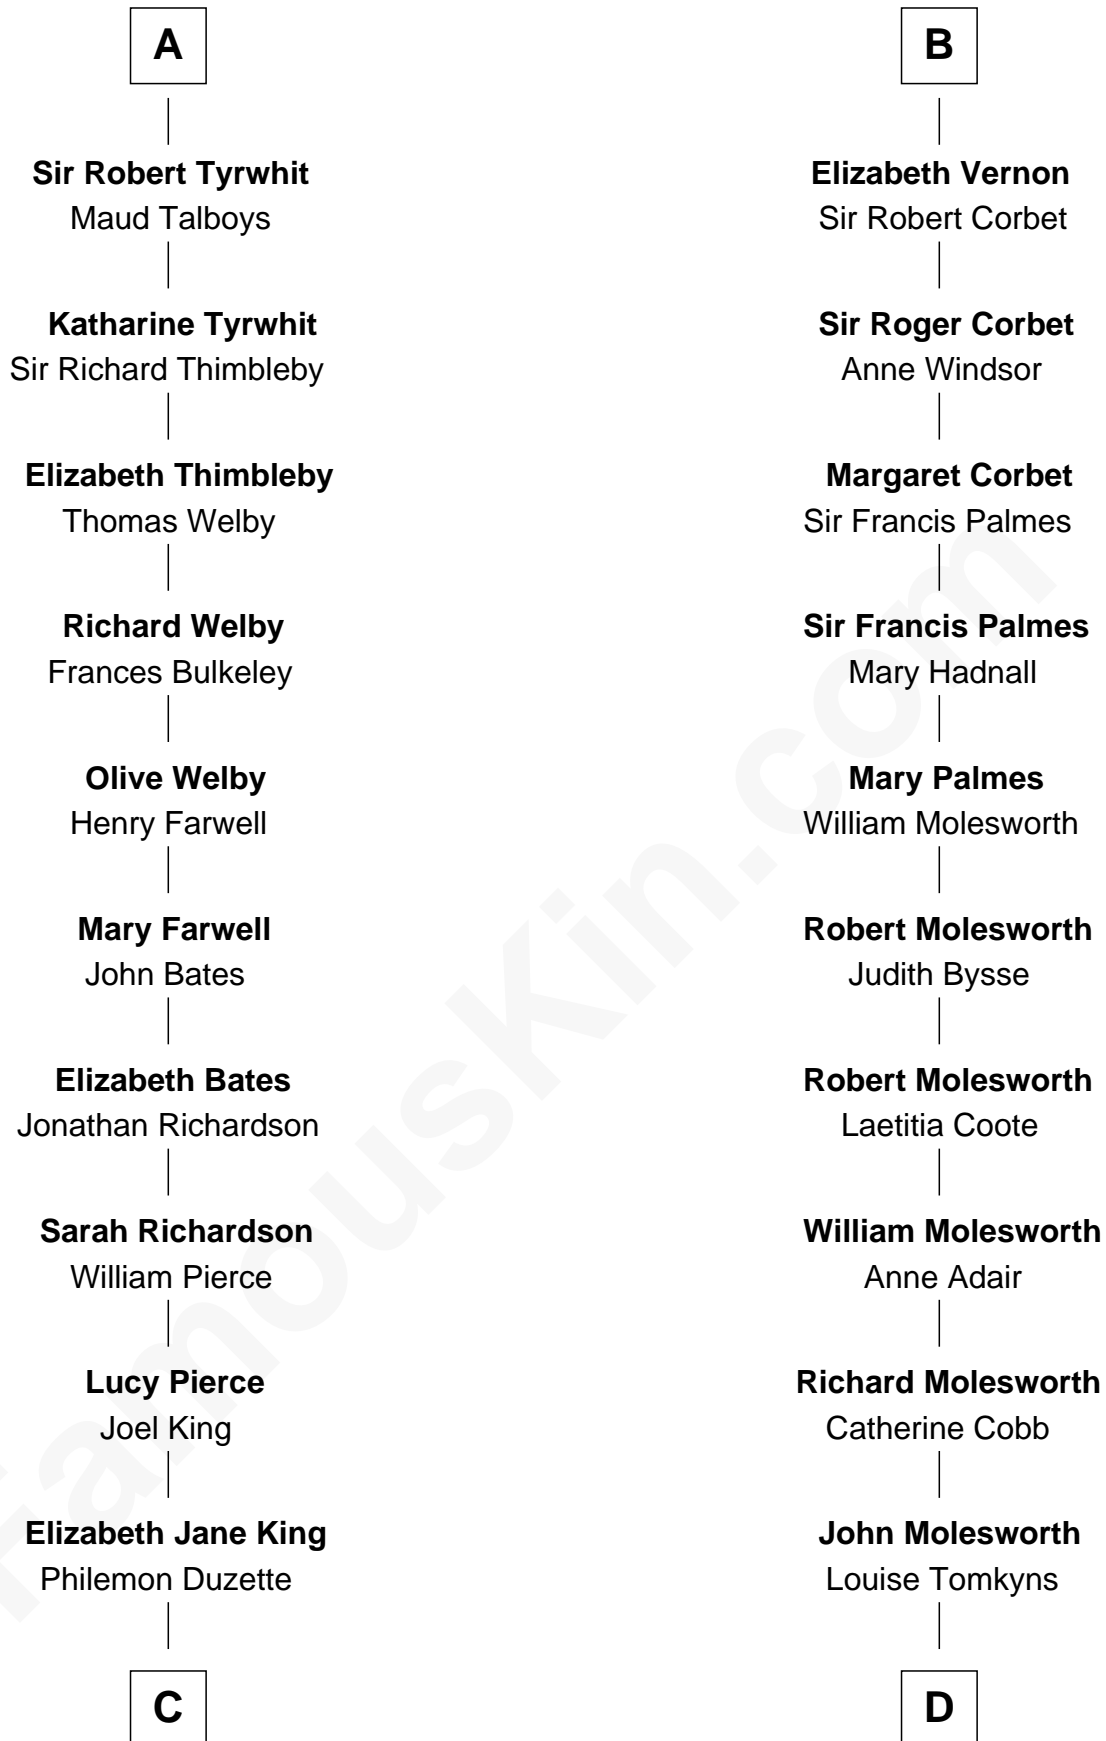 A
Sir Robert Tyrwhit
Maud Talboys
Katharine Tyrwhit
Sir Richard Thimbleby
Elizabeth Thimbleby
Thomas Welby
Richard Welby
Frances Bulkeley
Olive Welby
Henry Farwell
Mary Farwell
John Bates
Elizabeth Bates
Jonathan Richardson
Sarah Richardson
William Pierce
Lucy Pierce
Joel King
Elizabeth Jane King
Philemon Duzette
C
B
Elizabeth Vernon
Sir Robert Corbet
Sir Roger Corbet
Anne Windsor
Margaret Corbet
Sir Francis Palmes
Sir Francis Palmes
Mary Hadnall
Mary Palmes
William Molesworth
Robert Molesworth
Judith Bysse
Robert Molesworth
Laetitia Coote
William Molesworth
Anne Adair
Richard Molesworth
Catherine Cobb
John Molesworth
Louise Tomkyns
D
FamousKin.com